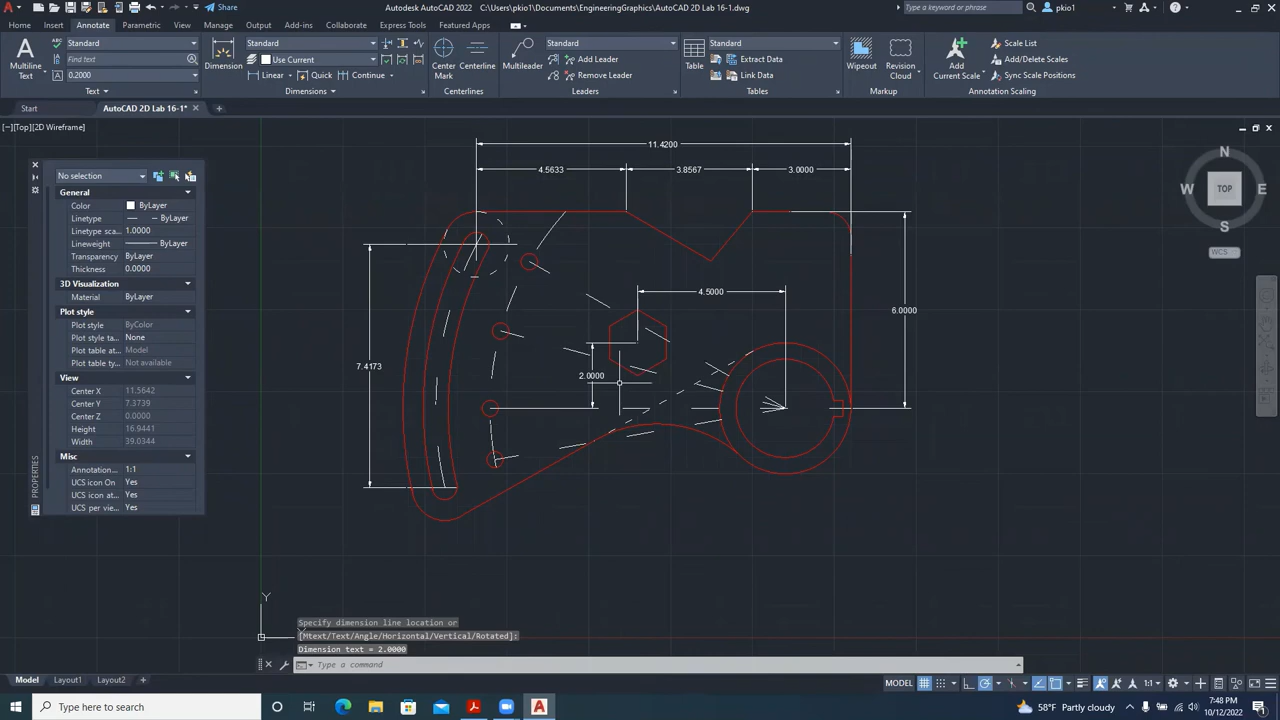 Share
Autodesk AutoCAD 2022
C:\Users\pkio1\Documents\EngineeringGraphics\AutoCAD 2D Lab 16-1.dwg
Type a keyword or phrase
pkio1
Home
Insert
Annotate
Parametric
View
Manage
Output
Add-ins
Collaborate
Express Tools
Featured Apps
Multiline
Text
Standard
Find text
0.2000
Text
Dimension
Standard
Use Current
Linear
Quick
Continue
Dimensions
Center
Mark
Centerline
Centerlines
Multileader
Standard
Add Leader
Remove Leader
Leaders
Table
Standard
Extract Data
Link Data
Tables
Wipeout
Revision
Cloud
Markup
Add
Current Scale
Scale List
Add/Delete Scales
Sync Scale Positions
Annotation Scaling
Start
AutoCAD 2D Lab 16-1*
[−][Top][2D Wireframe]
PROPERTIES
No selection
General
Color ByLayer
Linetype ByLayer
Linetype sca... 1.0000
Lineweight ByLayer
Transparency ByLayer
Thickness 0.0000
3D Visualization
Material ByLayer
Plot style
Plot style ByColor
Plot style ta... None
Plot table at... Model
Plot table ty... Not available
View
Center X 11.5642
Center Y 7.3739
Center Z 0.0000
Height 16.9441
Width 39.0344
Misc
Annotation... 1:1
UCS icon On Yes
UCS icon at... Yes
UCS per vie... Yes
11.4200
4.5633
3.8567
3.0000
4.5000
6.0000
7.4173
2.0000
N
W
TOP
E
S
WCS
Y
Specify dimension line location or
[Mtext/Text/Angle/Horizontal/Vertical/Rotated]:
Dimension text = 2.0000
Type a command
Model
Layout1
Layout2
MODEL
1:1
Type here to search
58°F Partly cloudy
7:48 PM
10/12/2022